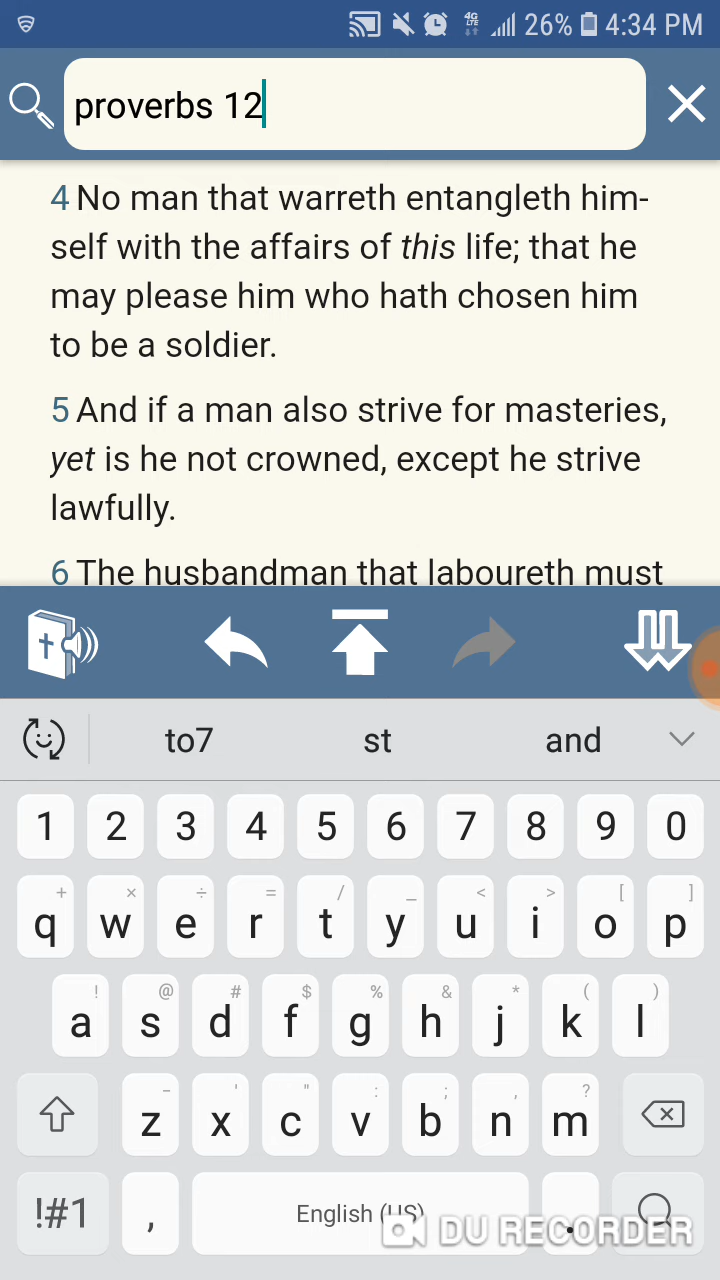 4G
LTE
26%
4:34 PM
proverbs 12
4 No man that warreth entangleth him-
self with the affairs of this life; that he
may please him who hath chosen him
to be a soldier.
5 And if a man also strive for masteries,
yet is he not crowned, except he strive
lawfully.
6 The husbandman that laboureth must
to7 st and
1 2 3 4 5 6 7 8 9 0
+ × ÷ = / _ < > [ ]
q w e r t y u i o p
! @ # $ % & * ( )
a s d f g h j k l
- ' " : ; , ?
z x c v b n m
!#1 , English (US) .
DU RECORDER